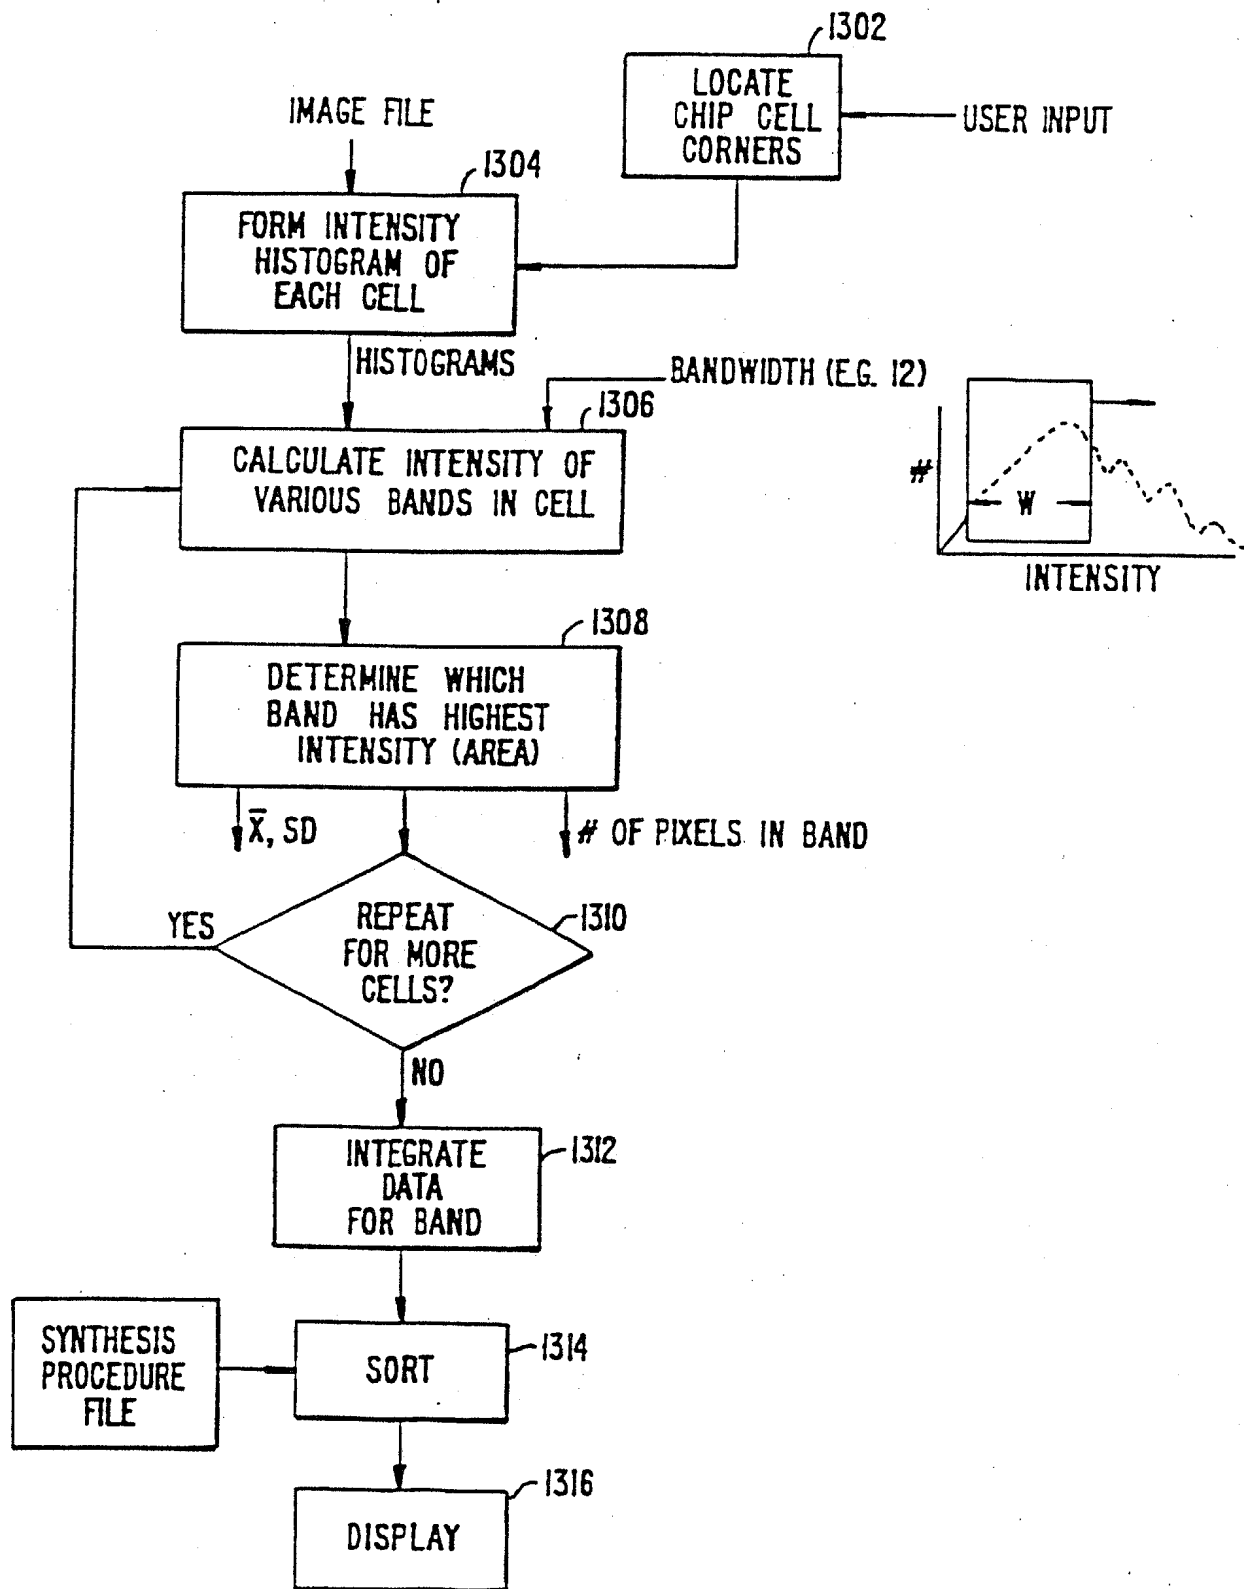 1302
LOCATE
CHIP CELL
CORNERS
USER INPUT
IMAGE FILE
1304
FORM INTENSITY
HISTOGRAM OF
EACH CELL
HISTOGRAMS
BANDWIDTH (E.G. 12)
1306
CALCULATE INTENSITY OF
VARIOUS BANDS IN CELL
#
W
INTENSITY
1308
DETERMINE WHICH
BAND HAS HIGHEST
INTENSITY (AREA)
X̅, SD
# OF PIXELS IN BAND
YES
REPEAT
FOR MORE
CELLS?
1310
NO
INTEGRATE
DATA
FOR BAND
1312
SYNTHESIS
PROCEDURE
FILE
SORT
1314
1316
DISPLAY